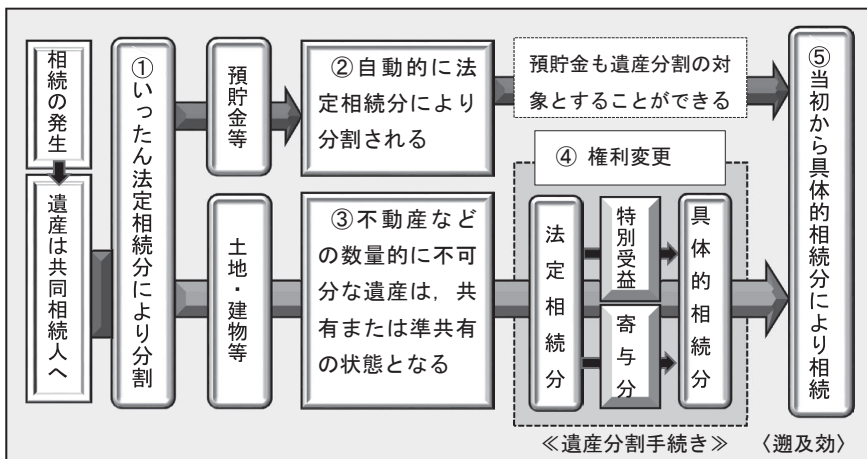 相続の発生
遺産は共同相続人へ
①いったん法定相続分により分割
預貯金等
②自動的に法
定相続分により
分割される
預貯金も遺産分割の対
象とすることができる
土地・建物等
③不動産など
の数量的に不可
分な遺産は，共
有または準共有
の状態となる
④ 権利変更
法定相続分
特別受益
寄与分
具体的相続分
≪遺産分割手続き≫
⑤当初から具体的相続分により相続
〈遡及効〉